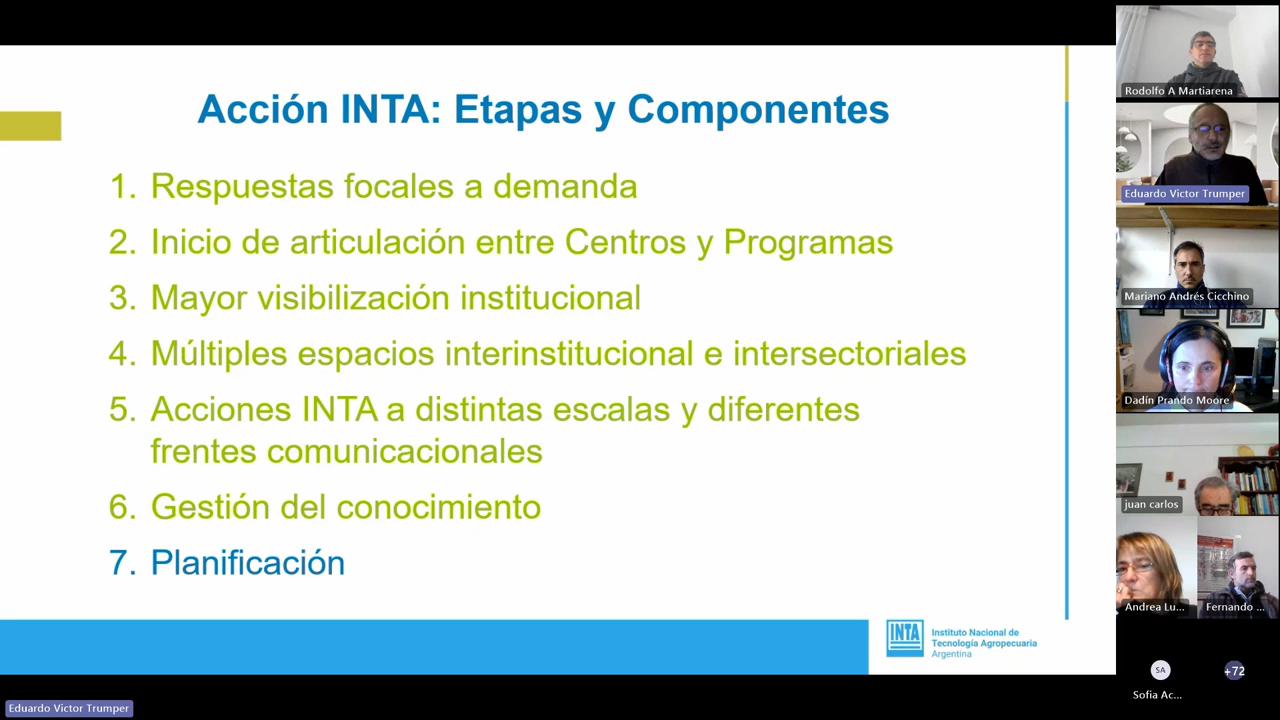 Acción INTA: Etapas y Componentes
1. Respuestas focales a demanda
2. Inicio de articulación entre Centros y Programas
3. Mayor visibilización institucional
4. Múltiples espacios interinstitucional e intersectoriales
5. Acciones INTA a distintas escalas y diferentes
frentes comunicacionales
6. Gestión del conocimiento
7. Planificación
INTA
Instituto Nacional de
Tecnología Agropecuaria
Argentina
Eduardo Victor Trumper
Rodolfo A Martiarena
Eduardo Victor Trumper
Mariano Andrés Cicchino
Dadín Prando Moore
juan carlos
Andrea Lu...
Fernando ...
SA
+72
Sofia Ac...